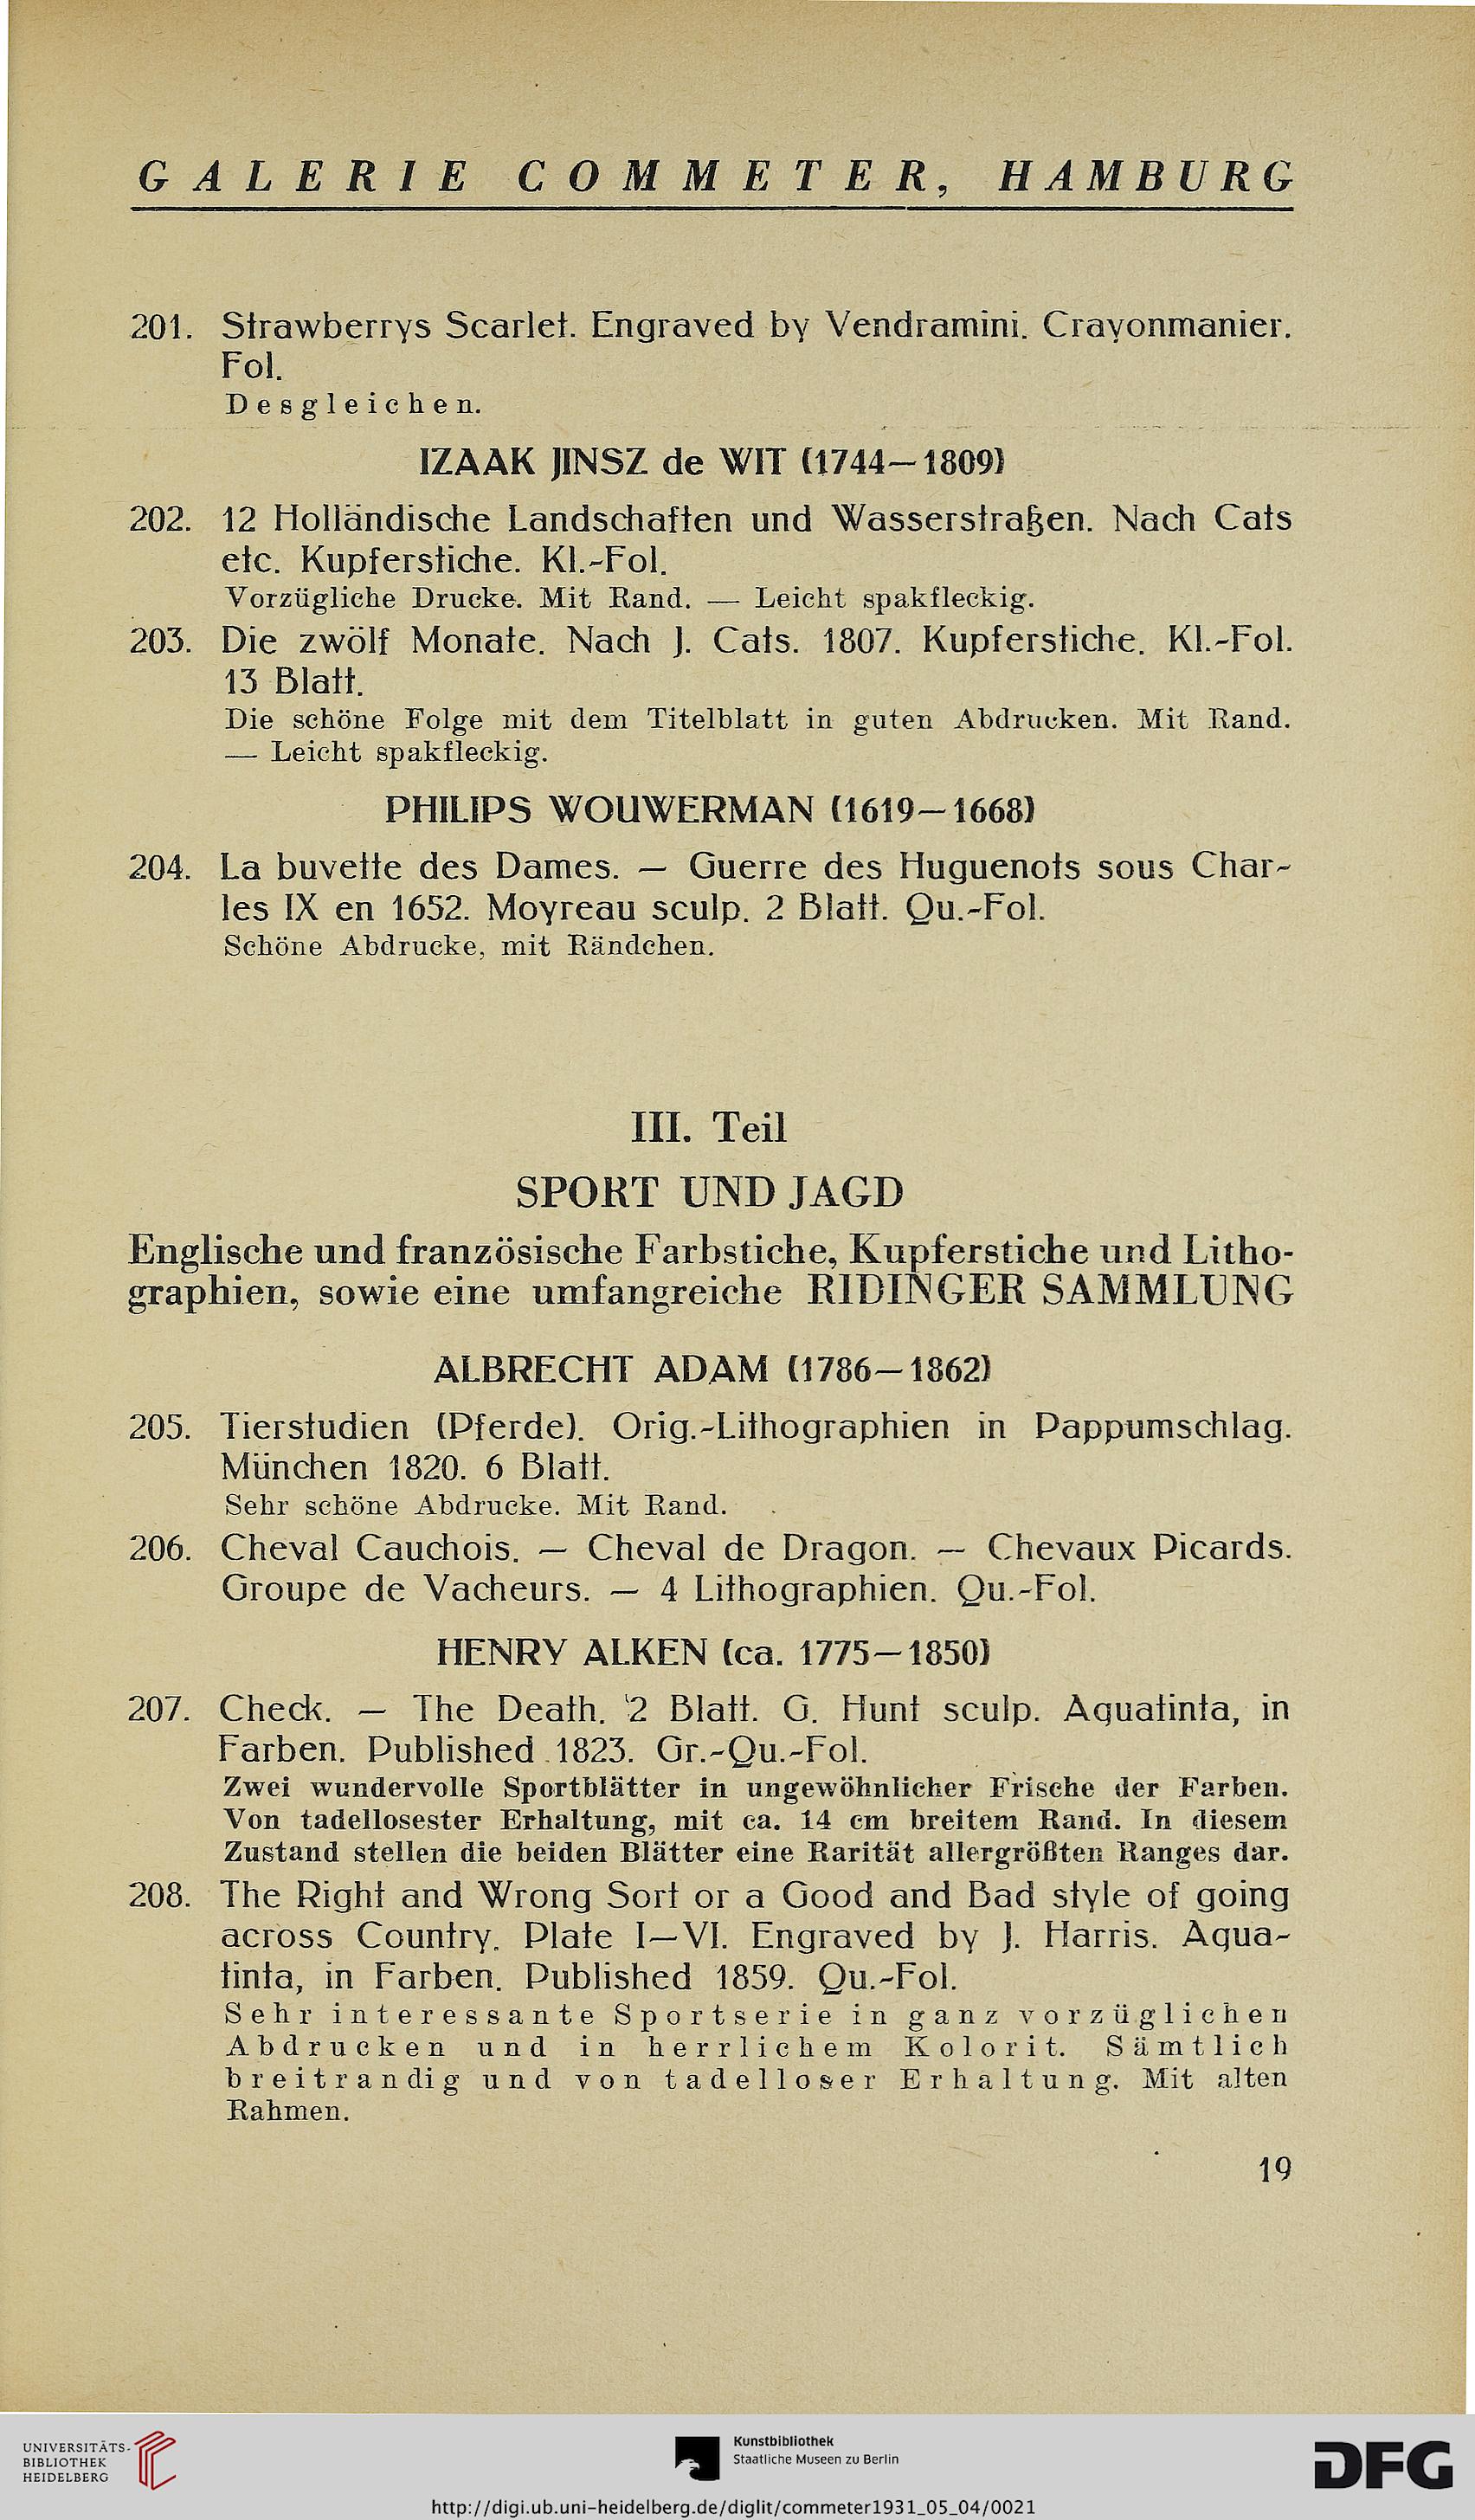 GALERIE COMMETER, HAMBURG
201. Strawberrys Scarlet. Engraved by Vendramini. Crayonmanier.
Fol.
Desgleichen.
IZAAK JINSZ de WIT (1744—1809)
202. 12 Holländische Landschaften und Wasserstraßen. Nach Cats
etc. Kupferstiche. Kl.-Fol.
Vorzügliche Drucke. Mit Rand. — Leicht spakfleckig.
203. Die zwölf Monate. Nach J. Cats. 1807. Kupferstiche. Kl.-Fol.
13 Blatt.
Die schöne Folge mit dem Titelblatt in guten Abdrucken. Mit Rand.
— Leicht spakfleckig.
PHILIPS WOUWERMAN (1619—1668)
204. La buvette des Dames. — Guerre des Huguenots sous Char-
les IX en 1652. Moyreau sculp. 2 Blatt. Qu.-Fol.
Schöne Abdrucke, mit Rändchen.
III. Teil
SPORT UND JAGD
Englische und französische Farbstiche, Kupferstiche und Litho-
graphien, sowie eine umfangreiche RIDINGER SAMMLUNG
ALBRECHT ADAM (1786—1862)
205. Tierstudien (Pferde). Orig.-Lithographien in Pappumschlag.
München 1820. 6 Blatt.
Sehr schöne Abdrucke. Mit Rand.
206. Cheval Cauchois. — Cheval de Dragon. — Chevaux Picards.
Groupe de Vacheurs. — 4 Lithographien. Qu.-Fol.
HENRY ALKEN (ca. 1775—1850)
207. Check. — The Death. 2 Blatt. G. Hunt sculp. Aquatinta, in
Farben. Published 1823. Gr.-Qu.-Fol.
Zwei wundervolle Sportblätter in ungewöhnlicher Frische der Farben.
Von tadellosester Erhaltung, mit ca. 14 cm breitem Rand. In diesem
Zustand stellen die beiden Blätter eine Rarität allergrößten Ranges dar.
208. The Right and Wrong Sort or a Good and Bad style of going
across Country. Plate I—VI. Engraved by J. Harris. Aqua-
tinta, in Farben. Published 1859. Qu.-Fol.
Sehr interessante Sportserie in ganz vorzüglichen
Abdrucken und in herrlichem Kolorit. Sämtlich
breitrandig und von tadelloser Erhaltung. Mit alten
Rahmen.
19
UNIVERSITÄTS-
BIBLIOTHEK
HEIDELBERG
Kunstbibliothek
Staatliche Museen zu Berlin
DFG
http://digi.ub.uni-heidelberg.de/diglit/commeter1931_05_04/0021